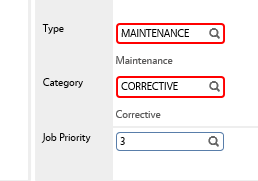 Type MAINTENANCE
Maintenance
Category CORRECTIVE
Corrective
Job Priority 3